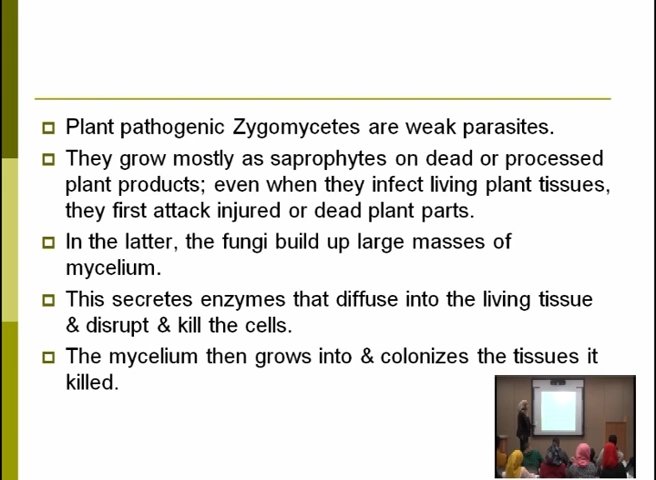 Plant pathogenic Zygomycetes are weak parasites.
They grow mostly as saprophytes on dead or processed
plant products; even when they infect living plant tissues,
they first attack injured or dead plant parts.
In the latter, the fungi build up large masses of
mycelium.
This secretes enzymes that diffuse into the living tissue
& disrupt & kill the cells.
The mycelium then grows into & colonizes the tissues it
killed.